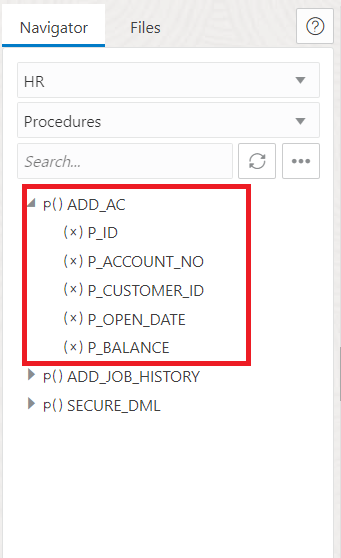 Navigator Files
HR
Procedures
Search...
p() ADD_AC
(x) P_ID
(x) P_ACCOUNT_NO
(x) P_CUSTOMER_ID
(x) P_OPEN_DATE
(x) P_BALANCE
p() ADD_JOB_HISTORY
p() SECURE_DML